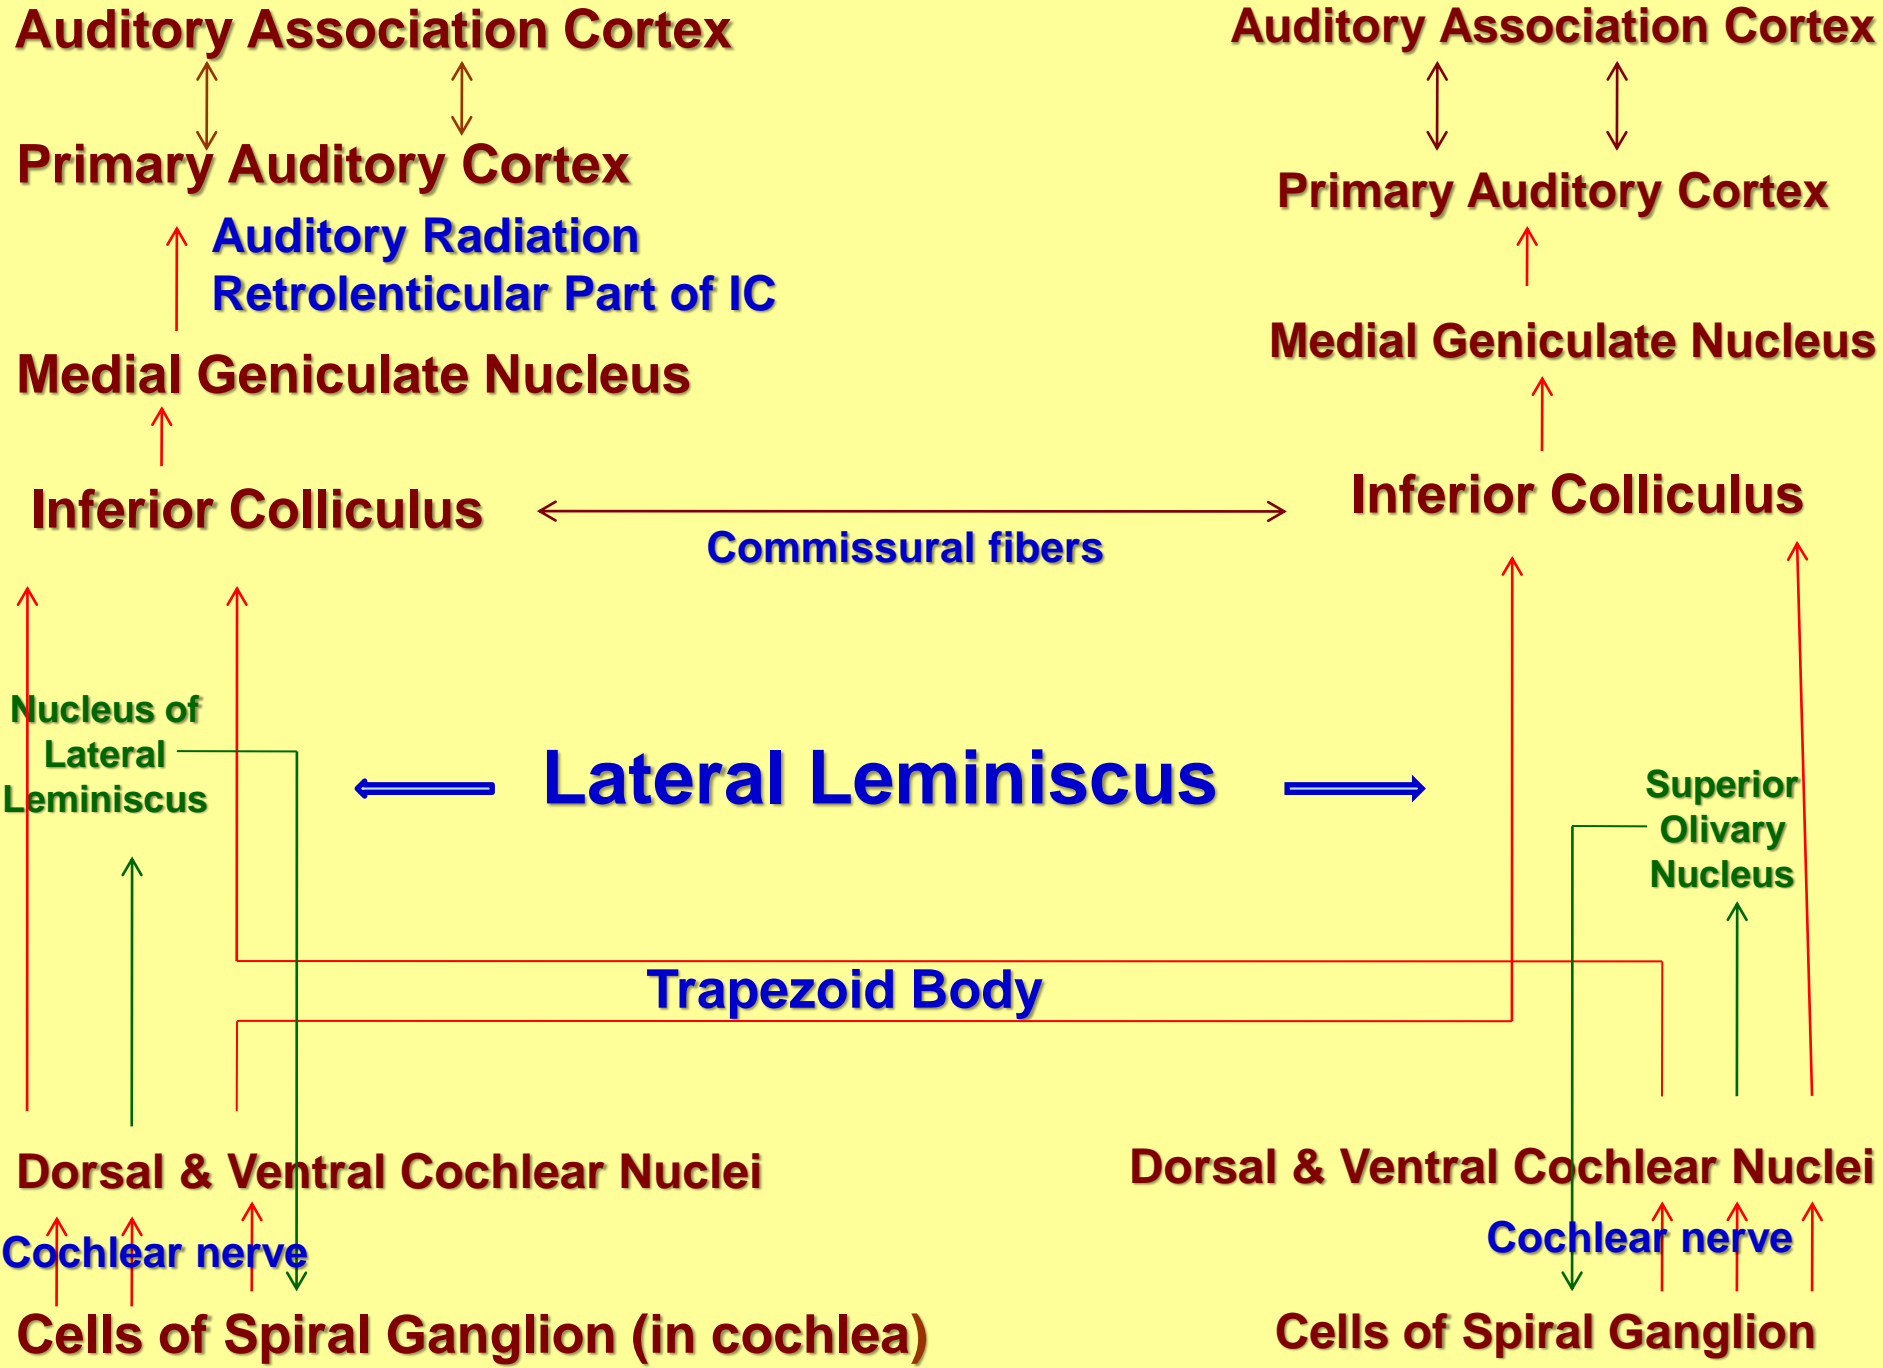 Auditory Association Cortex
Auditory Association Cortex
Primary Auditory Cortex
Primary Auditory Cortex
Auditory Radiation
Retrolenticular Part of IC
Medial Geniculate Nucleus
Medial Geniculate Nucleus
Inferior Colliculus
Inferior Colliculus
Commissural fibers
Nucleus of
Lateral
Leminiscus
Lateral Leminiscus
Superior
Olivary
Nucleus
Trapezoid Body
Dorsal & Ventral Cochlear Nuclei
Dorsal & Ventral Cochlear Nuclei
Cochlear nerve
Cochlear nerve
Cells of Spiral Ganglion (in cochlea)
Cells of Spiral Ganglion